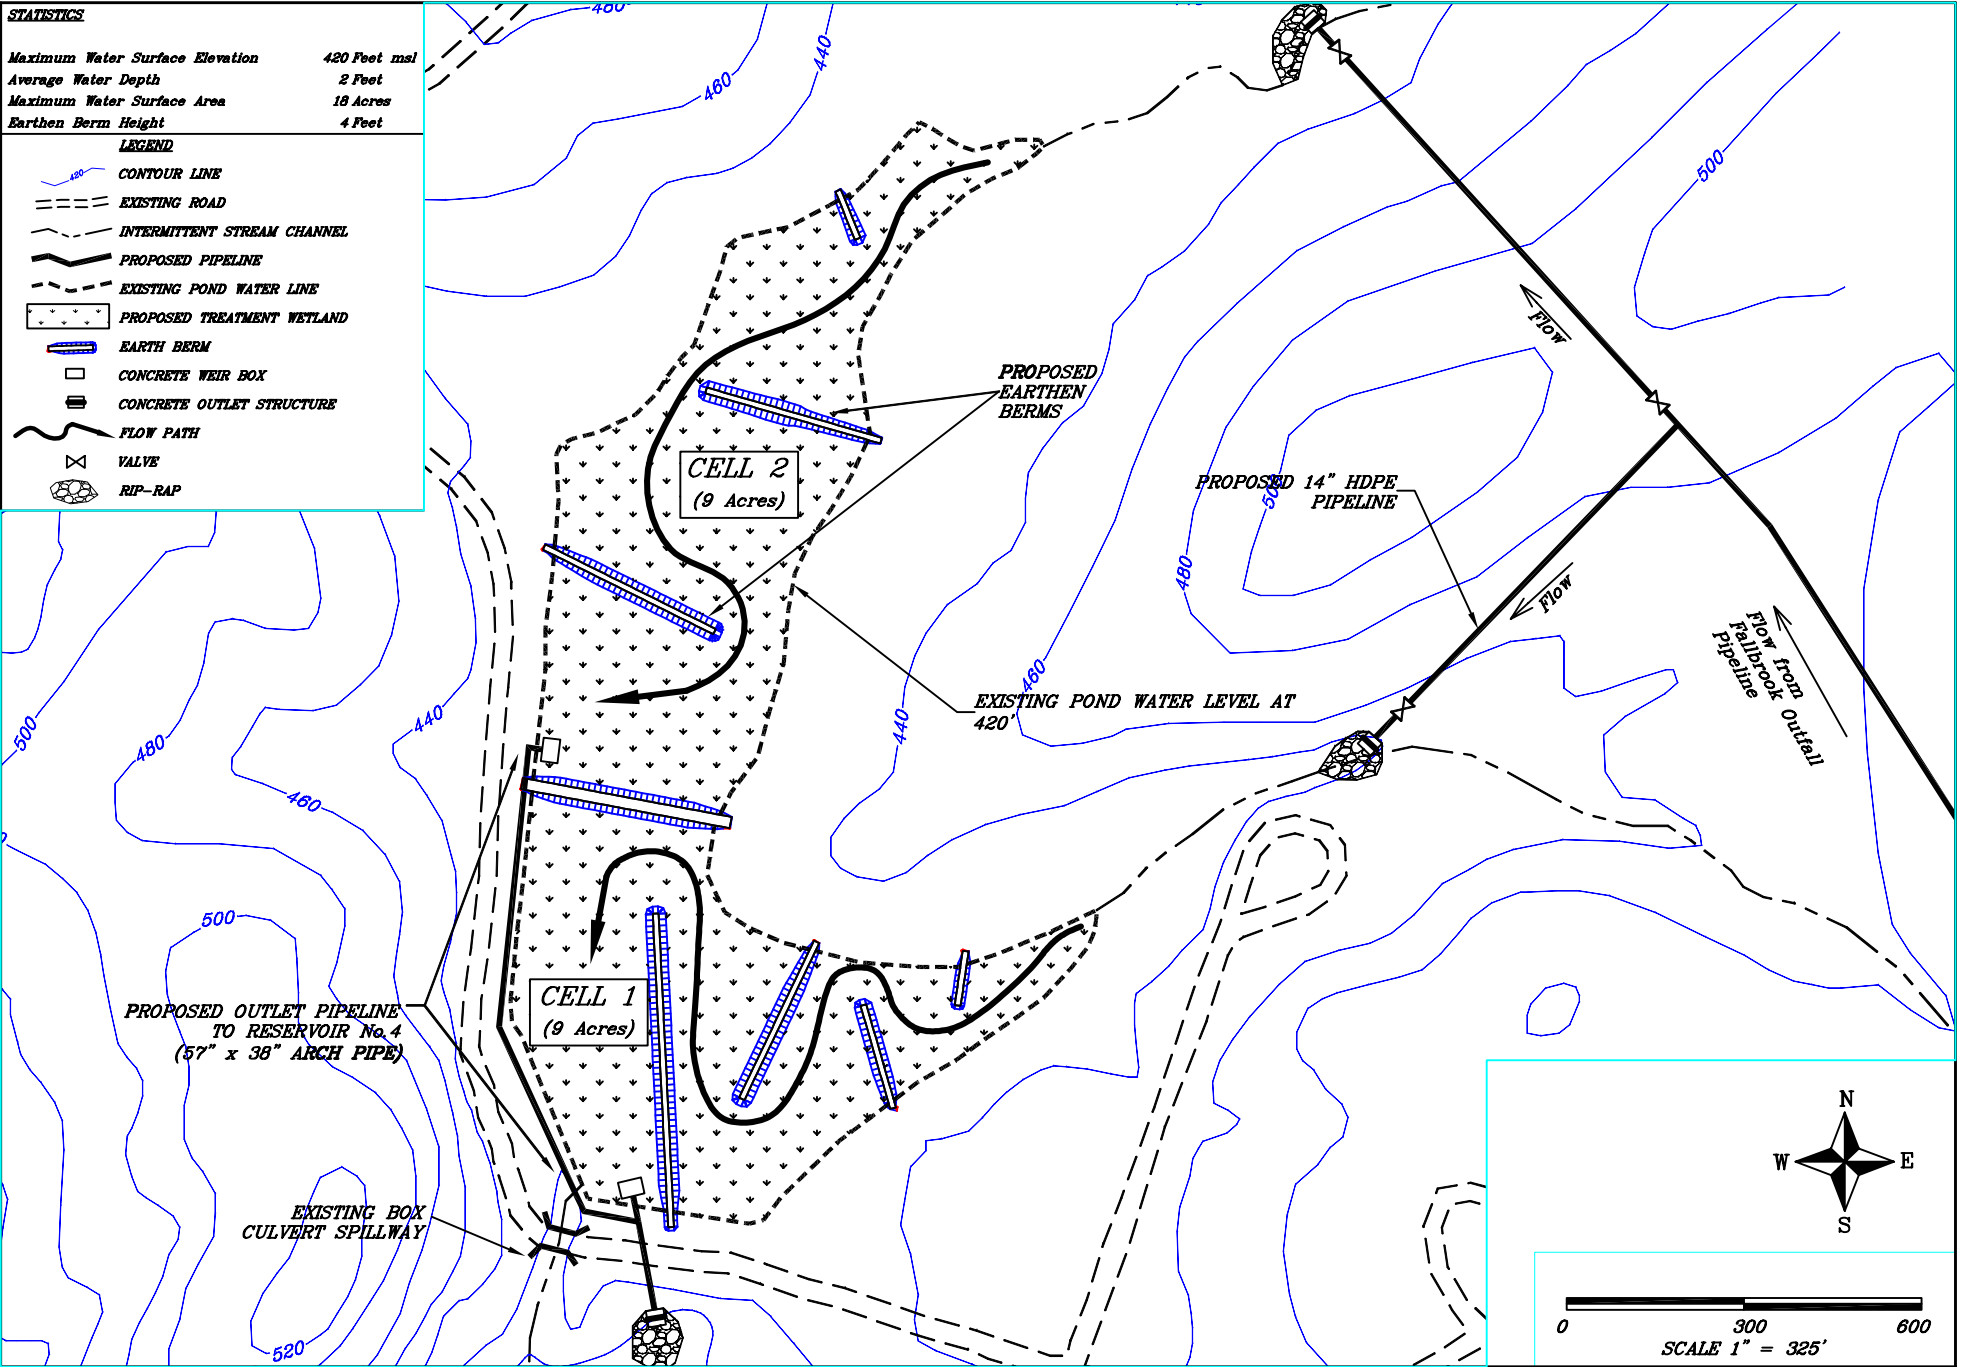 STATISTICS
Maximum Water Surface Elevation 420 Feet msl
Average Water Depth 2 Feet
Maximum Water Surface Area 18 Acres
Earthen Berm Height 4 Feet
LEGEND
420 CONTOUR LINE
EXISTING ROAD
INTERMITTENT STREAM CHANNEL
PROPOSED PIPELINE
EXISTING POND WATER LINE
PROPOSED TREATMENT WETLAND
EARTH BERM
CONCRETE WEIR BOX
CONCRETE OUTLET STRUCTURE
FLOW PATH
VALVE
RIP-RAP
480
440
460
500
Flow
PROPOSED
EARTHEN
BERMS
CELL 2
(9 Acres)
PROPOSED 14" HDPE
PIPELINE
500
480
Flow
Flow from
Fallbrook Outfall
Pipeline
460
EXISTING POND WATER LEVEL AT
420'
440
440
500
480
460
500
CELL 1
(9 Acres)
PROPOSED OUTLET PIPELINE
TO RESERVOIR No.4
(57" x 38" ARCH PIPE)
EXISTING BOX
CULVERT SPILLWAY
520
N
W E
S
0 300 600
SCALE 1" = 325'